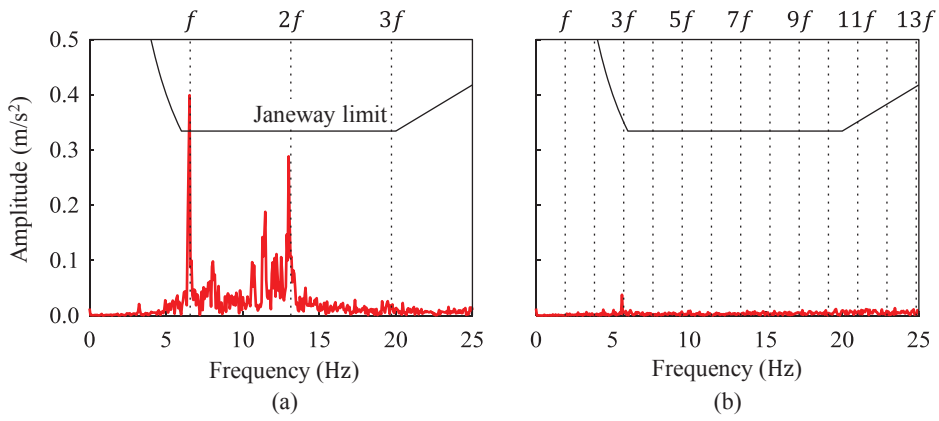 f 2f 3f
f 3f 5f 7f 9f 11f 13f
0.5
0.4
0.3
0.2
0.1
0.0
Amplitude (m/s²)
Janeway limit
0 5 10 15 20 25
0 5 10 15 20 25
Frequency (Hz)
Frequency (Hz)
(a)
(b)